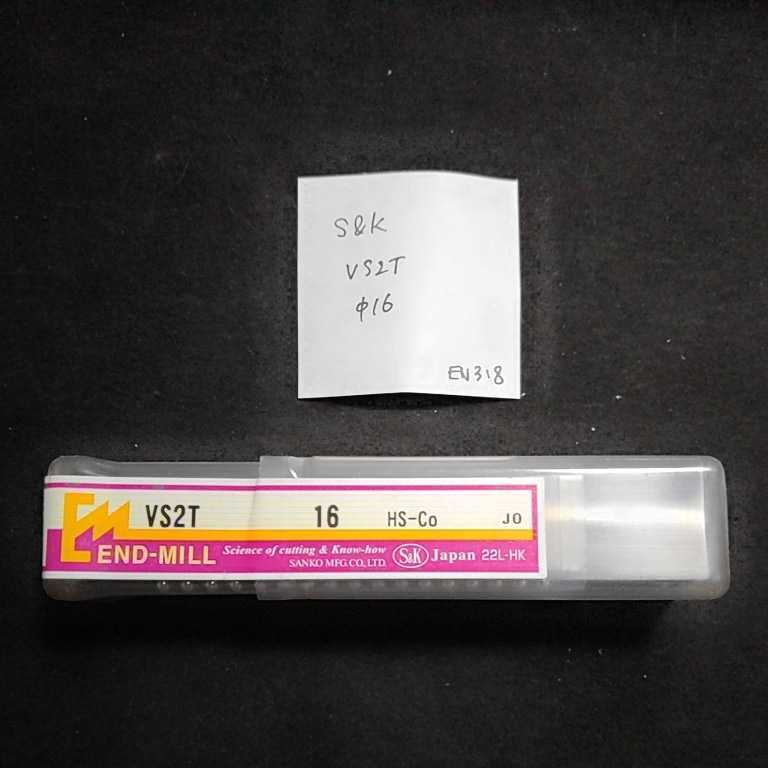 S&K
VS2T
φ16
EN318
EM VS2T 16 HS-Co JO
END-MILL Science of cutting & Know-how S&K Japan 22L-HK
SANKO MFG.CO.,LTD.